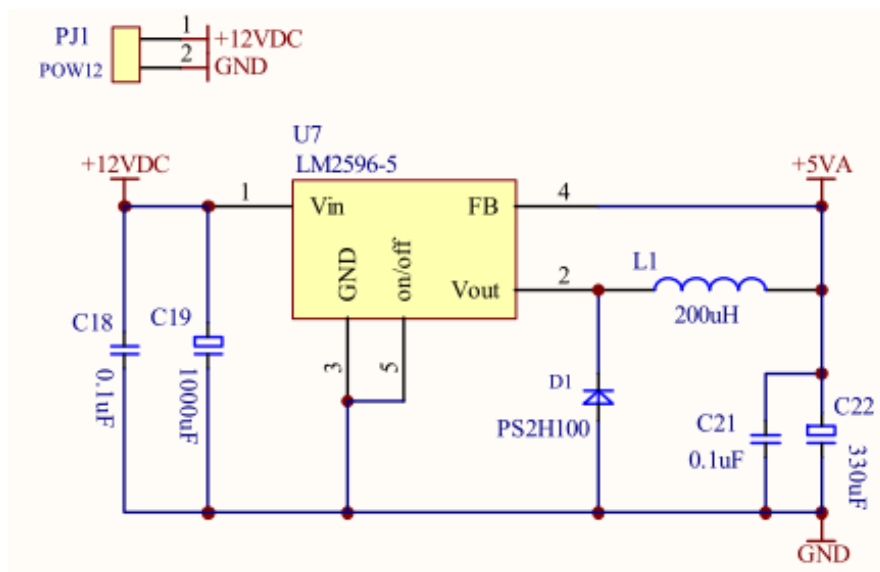 PJ1
POW12
1
2
+12VDC
GND
U7
LM2596-5
+12VDC
+5VA
1
Vin
FB
4
GND
on/off
Vout
2
L1
200uH
3
5
C18
0.1uF
C19
1000uF
D1
PS2H100
C21
0.1uF
C22
330uF
GND